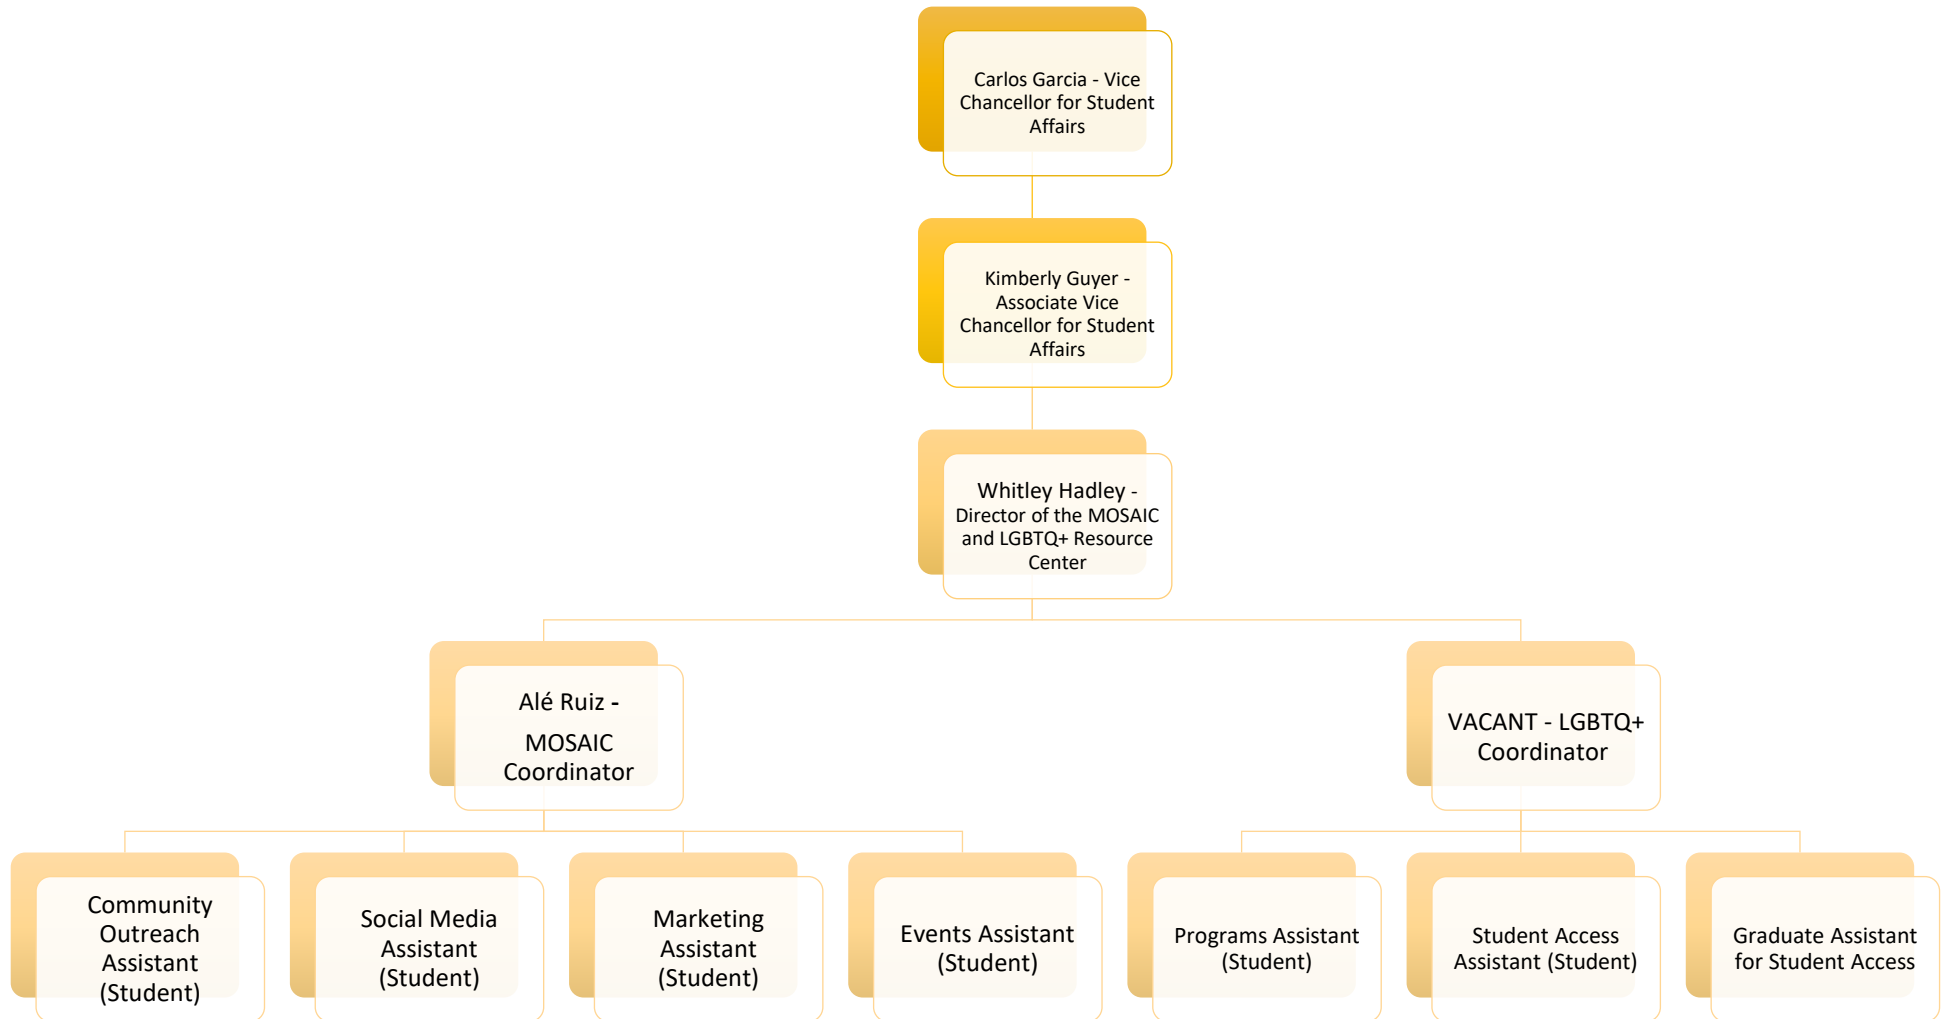 Carlos Garcia - Vice
Chancellor for Student
Affairs
Kimberly Guyer -
Associate Vice
Chancellor for Student
Affairs
Whitley Hadley -
Director of the MOSAIC
and LGBTQ+ Resource
Center
Alé Ruiz -
MOSAIC
Coordinator
VACANT - LGBTQ+
Coordinator
Community
Outreach
Assistant
(Student)
Social Media
Assistant
(Student)
Marketing
Assistant
(Student)
Events Assistant
(Student)
Programs Assistant
(Student)
Student Access
Assistant (Student)
Graduate Assistant
for Student Access